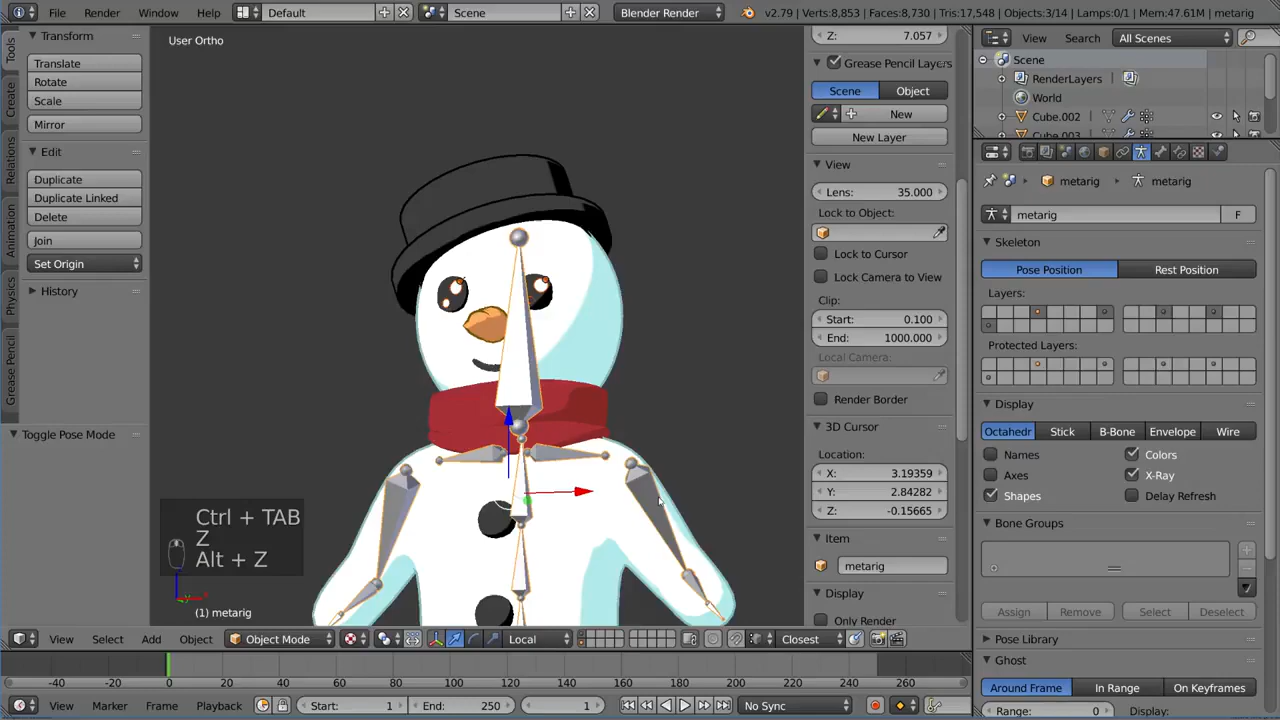 File Render Window Help Default Scene Blender Render v2.79 | Verts:8,853 | Faces:8,730 | Tris:17,548 | Objects:3/14 | Lamps:0/1 | Mem:47.61M | metarig
Tools
Create
Relations
Animation
Physics
Grease Pencil
Transform
Translate
Rotate
Scale
Mirror
Edit
Duplicate
Duplicate Linked
Delete
Join
Set Origin
History
Toggle Pose Mode
User Ortho
Ctrl + TAB
Z
Alt + Z
(1) metarig
Z: 7.057
Grease Pencil Layers
Scene Object
New
New Layer
View
Lens: 35.000
Lock to Object:
Lock to Cursor
Lock Camera to View
Clip:
Start: 0.100
End: 1000.000
Local Camera:
Render Border
3D Cursor
Location:
X: 3.19359
Y: 2.84282
Z: -0.15665
Item
metarig
Display
Only Render
View Search All Scenes
Scene
RenderLayers
World
Cube.002
Cube.003
metarig metarig
metarig F
Skeleton
Pose Position Rest Position
Layers:
Protected Layers:
Display
Octahedr Stick B-Bone Envelope Wire
Names Colors
Axes X-Ray
Shapes Delay Refresh
Bone Groups
Assign Remove Select Deselect
Pose Library
Ghost
Around Frame In Range On Keyframes
Range: 0 Display:
View Select Add Object Object Mode Local Closest
-40 -20 0 20 40 60 80 100 120 140 160 180 200 220 240 260
View Marker Frame Playback Start: 1 End: 250 1 No Sync